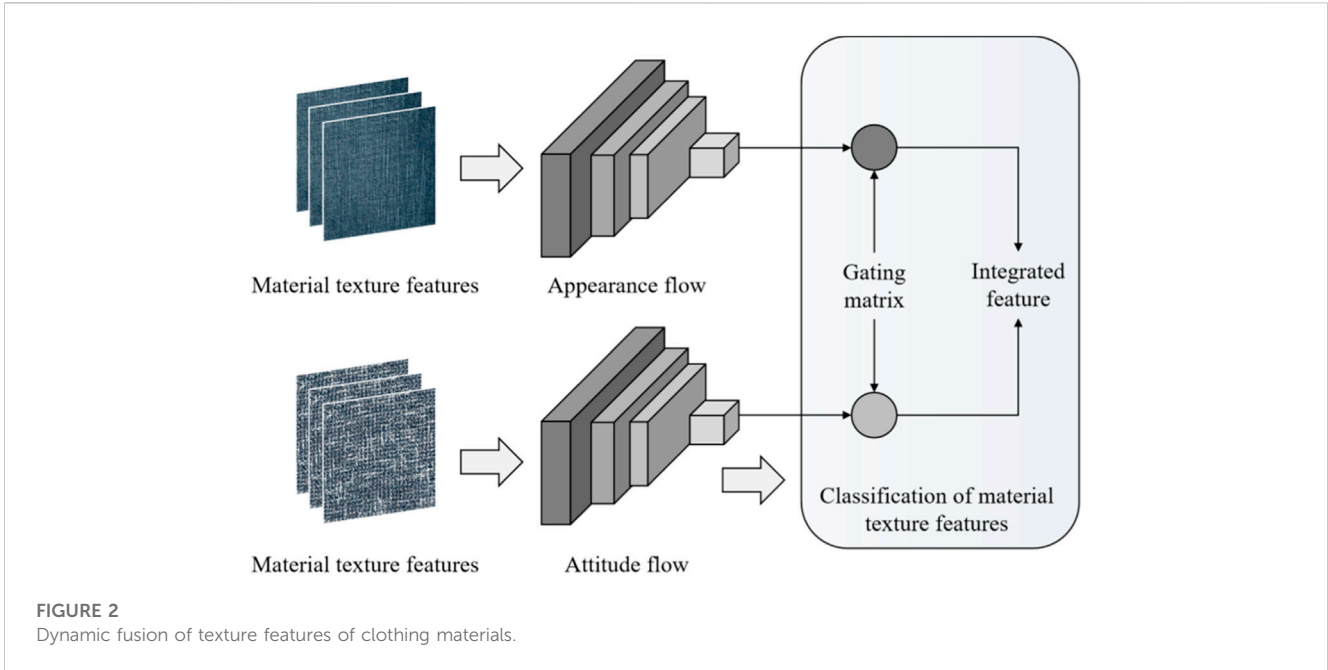 Material texture features
Appearance flow
Gating
matrix
Integrated
feature
Material texture features
Attitude flow
Classification of material
texture features
FIGURE 2
Dynamic fusion of texture features of clothing materials.